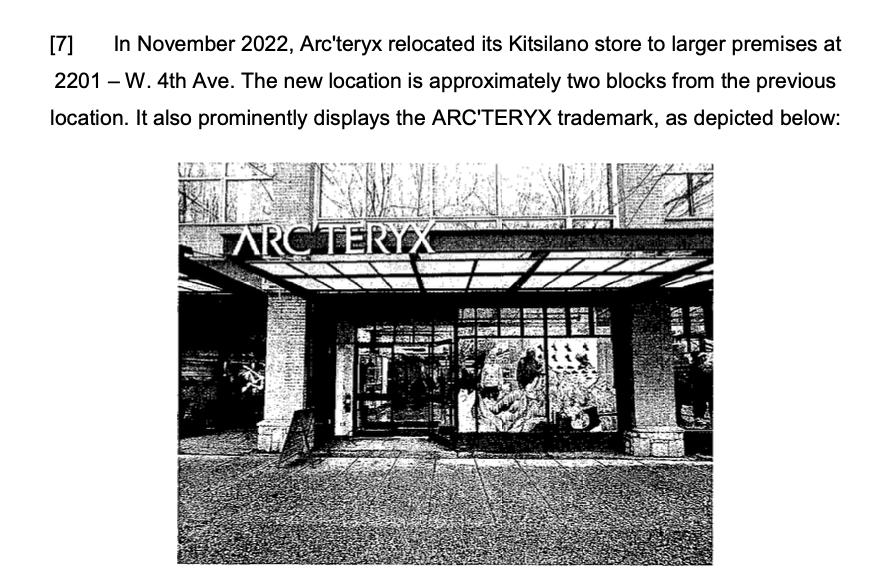 [7] In November 2022, Arc'teryx relocated its Kitsilano store to larger premises at
2201 – W. 4th Ave. The new location is approximately two blocks from the previous
location. It also prominently displays the ARC'TERYX trademark, as depicted below:
ARC'TERYX